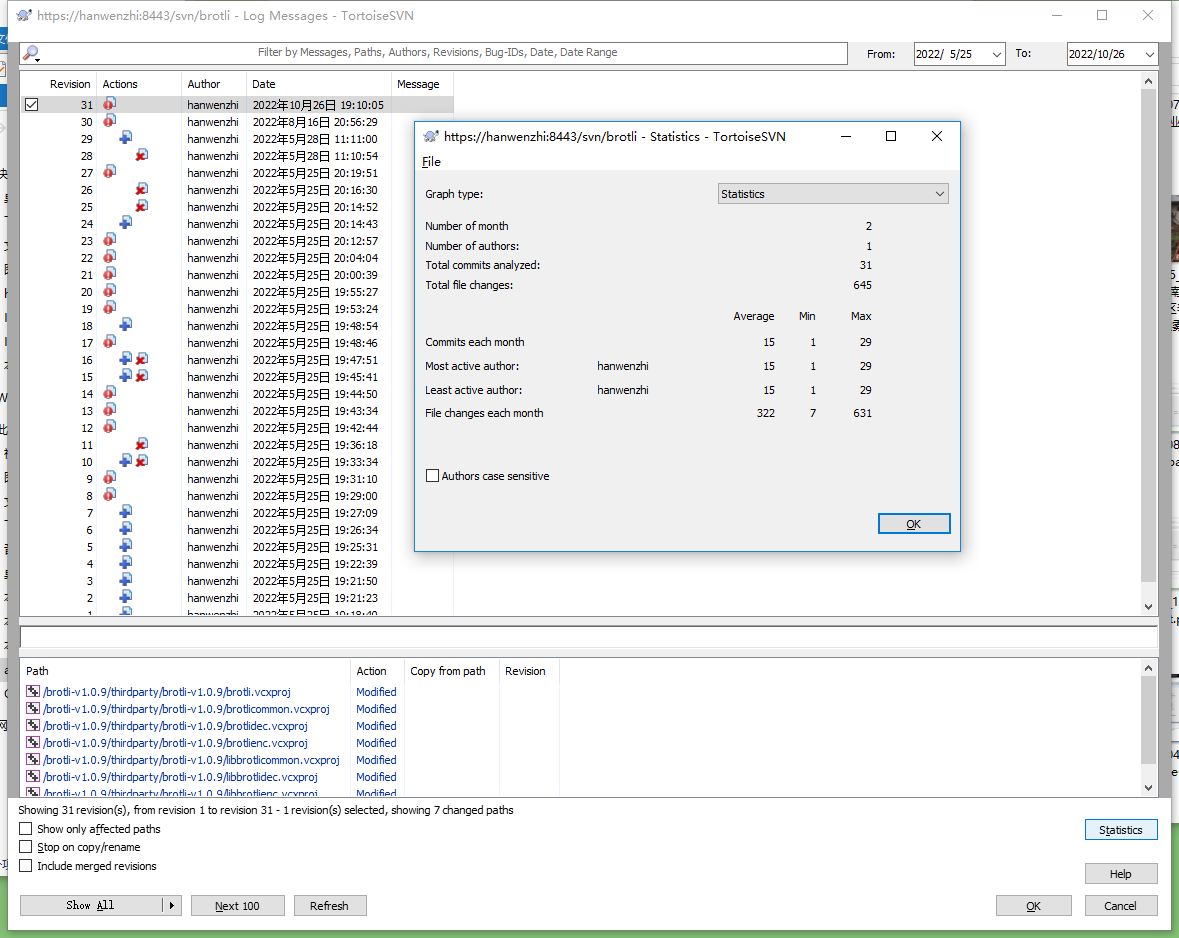 https://hanwenzhi:8443/svn/brotli - Log Messages - TortoiseSVN
Filter by Messages, Paths, Authors, Revisions, Bug-IDs, Date, Date Range
From: 2022/ 5/25 To: 2022/10/26
Revision Actions Author Date Message
31 hanwenzhi 2022年10月26日 19:10:05
30 hanwenzhi 2022年8月16日 20:56:29
29 hanwenzhi 2022年5月28日 11:11:00
28 hanwenzhi 2022年5月28日 11:10:54
27 hanwenzhi 2022年5月25日 20:19:51
26 hanwenzhi 2022年5月25日 20:16:30
25 hanwenzhi 2022年5月25日 20:14:52
24 hanwenzhi 2022年5月25日 20:14:43
23 hanwenzhi 2022年5月25日 20:12:57
22 hanwenzhi 2022年5月25日 20:04:04
21 hanwenzhi 2022年5月25日 20:00:39
20 hanwenzhi 2022年5月25日 19:55:27
19 hanwenzhi 2022年5月25日 19:53:24
18 hanwenzhi 2022年5月25日 19:48:54
17 hanwenzhi 2022年5月25日 19:48:46
16 hanwenzhi 2022年5月25日 19:47:51
15 hanwenzhi 2022年5月25日 19:45:41
14 hanwenzhi 2022年5月25日 19:44:50
13 hanwenzhi 2022年5月25日 19:43:34
12 hanwenzhi 2022年5月25日 19:42:44
11 hanwenzhi 2022年5月25日 19:36:18
10 hanwenzhi 2022年5月25日 19:33:34
9 hanwenzhi 2022年5月25日 19:31:10
8 hanwenzhi 2022年5月25日 19:29:00
7 hanwenzhi 2022年5月25日 19:27:09
6 hanwenzhi 2022年5月25日 19:26:34
5 hanwenzhi 2022年5月25日 19:25:31
4 hanwenzhi 2022年5月25日 19:22:39
3 hanwenzhi 2022年5月25日 19:21:50
2 hanwenzhi 2022年5月25日 19:21:23
1 hanwenzhi 2022年5月25日 19:18:40
https://hanwenzhi:8443/svn/brotli - Statistics - TortoiseSVN
File
Graph type: Statistics
Number of month 2
Number of authors: 1
Total commits analyzed: 31
Total file changes: 645
Average Min Max
Commits each month 15 1 29
Most active author: hanwenzhi 15 1 29
Least active author: hanwenzhi 15 1 29
File changes each month 322 7 631
Authors case sensitive
OK
Path Action Copy from path Revision
/brotli-v1.0.9/thirdparty/brotli-v1.0.9/brotli.vcxproj Modified
/brotli-v1.0.9/thirdparty/brotli-v1.0.9/brotlicommon.vcxproj Modified
/brotli-v1.0.9/thirdparty/brotli-v1.0.9/brotlidec.vcxproj Modified
/brotli-v1.0.9/thirdparty/brotli-v1.0.9/brotlienc.vcxproj Modified
/brotli-v1.0.9/thirdparty/brotli-v1.0.9/libbrotlicommon.vcxproj Modified
/brotli-v1.0.9/thirdparty/brotli-v1.0.9/libbrotlidec.vcxproj Modified
/brotli-v1.0.9/thirdparty/brotli-v1.0.9/libbrotlienc.vcxproj Modified
Showing 31 revision(s), from revision 1 to revision 31 - 1 revision(s) selected, showing 7 changed paths
Show only affected paths
Stop on copy/rename
Include merged revisions
Statistics
Help
Show All Next 100 Refresh OK Cancel